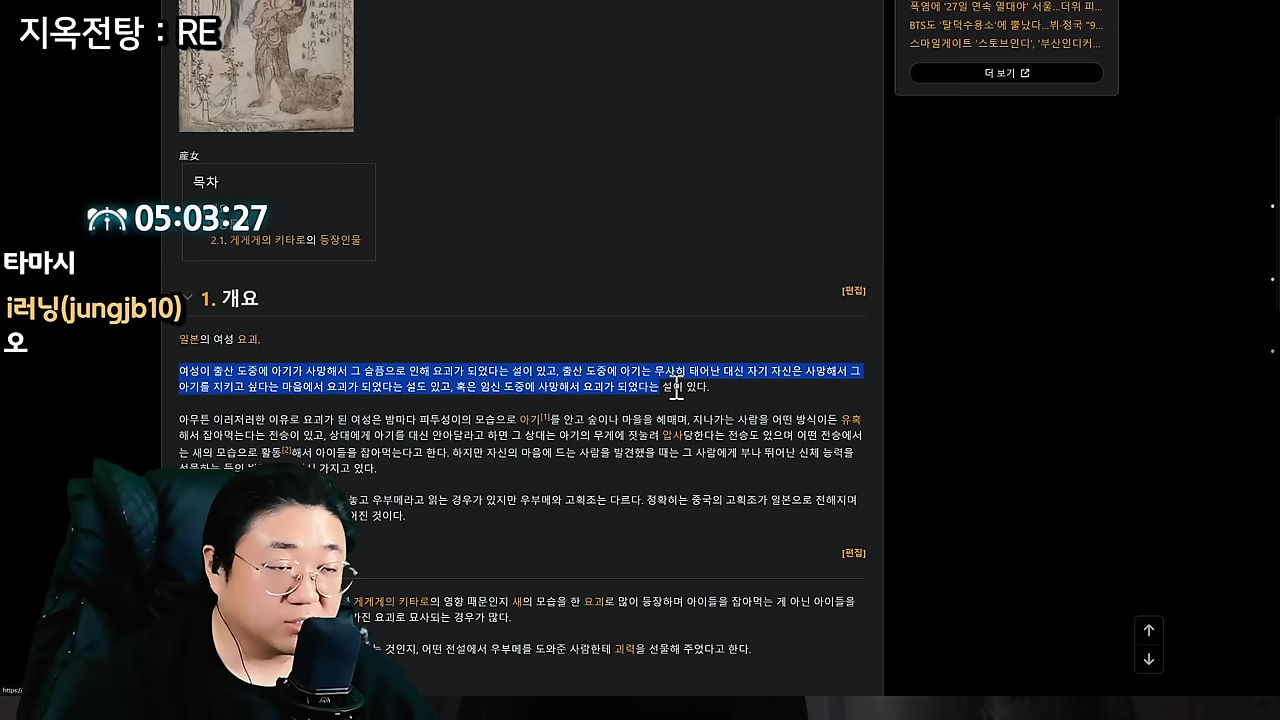 지옥전탕 : RE
폭염에 '27일 연속 열대야' 서울...더위 피...
BTS도 '탈덕수용소'에 뿔났다...뷔·정국 "9...
스마일게이트 '스토브인디', '부산인디커...
더 보기
産女
목차
05:03:27
2.1. 게게게의 키타로의 등장인물
타마시
i러닝(jungjb10)
오
1. 개요
[편집]
일본의 여성 요괴.
여성이 출산 도중에 아기가 사망해서 그 슬픔으로 인해 요괴가 되었다는 설이 있고, 출산 도중에 아기는 무사히 태어난 대신 자기 자신은 사망해서 그
아기를 지키고 싶다는 마음에서 요괴가 되었다는 설도 있고, 혹은 임신 도중에 사망해서 요괴가 되었다는 설이 있다.
아무튼 이러저러한 이유로 요괴가 된 여성은 밤마다 피투성이의 모습으로 아기[1]를 안고 숲이나 마을을 헤매며, 지나가는 사람을 어떤 방식이든 유혹
해서 잡아먹는다는 전승이 있고, 상대에게 아기를 대신 안아달라고 하면 그 상대는 아기의 무게에 짓눌려 압사당한다는 전승도 있으며 어떤 전승에서
는 새의 모습으로 활동[2]해서 아이들을 잡아먹는다고 한다. 하지만 자신의 마음에 드는 사람을 발견했을 때는 그 사람에게 부나 뛰어난 신체 능력을
선물하는 등의 가지고 있다.
놓고 우부메라고 읽는 경우가 있지만 우부메와 고획조는 다르다. 정확히는 중국의 고획조가 일본으로 전해지며
어진 것이다.
[편집]
게게게의 키타로의 영향 때문인지 새의 모습을 한 요괴로 많이 등장하며 아이들을 잡아먹는 게 아닌 아이들을
가진 요괴로 묘사되는 경우가 많다.
는 것인지, 어떤 전설에서 우부메를 도와준 사람한테 괴력을 선물해 주었다고 한다.
https://